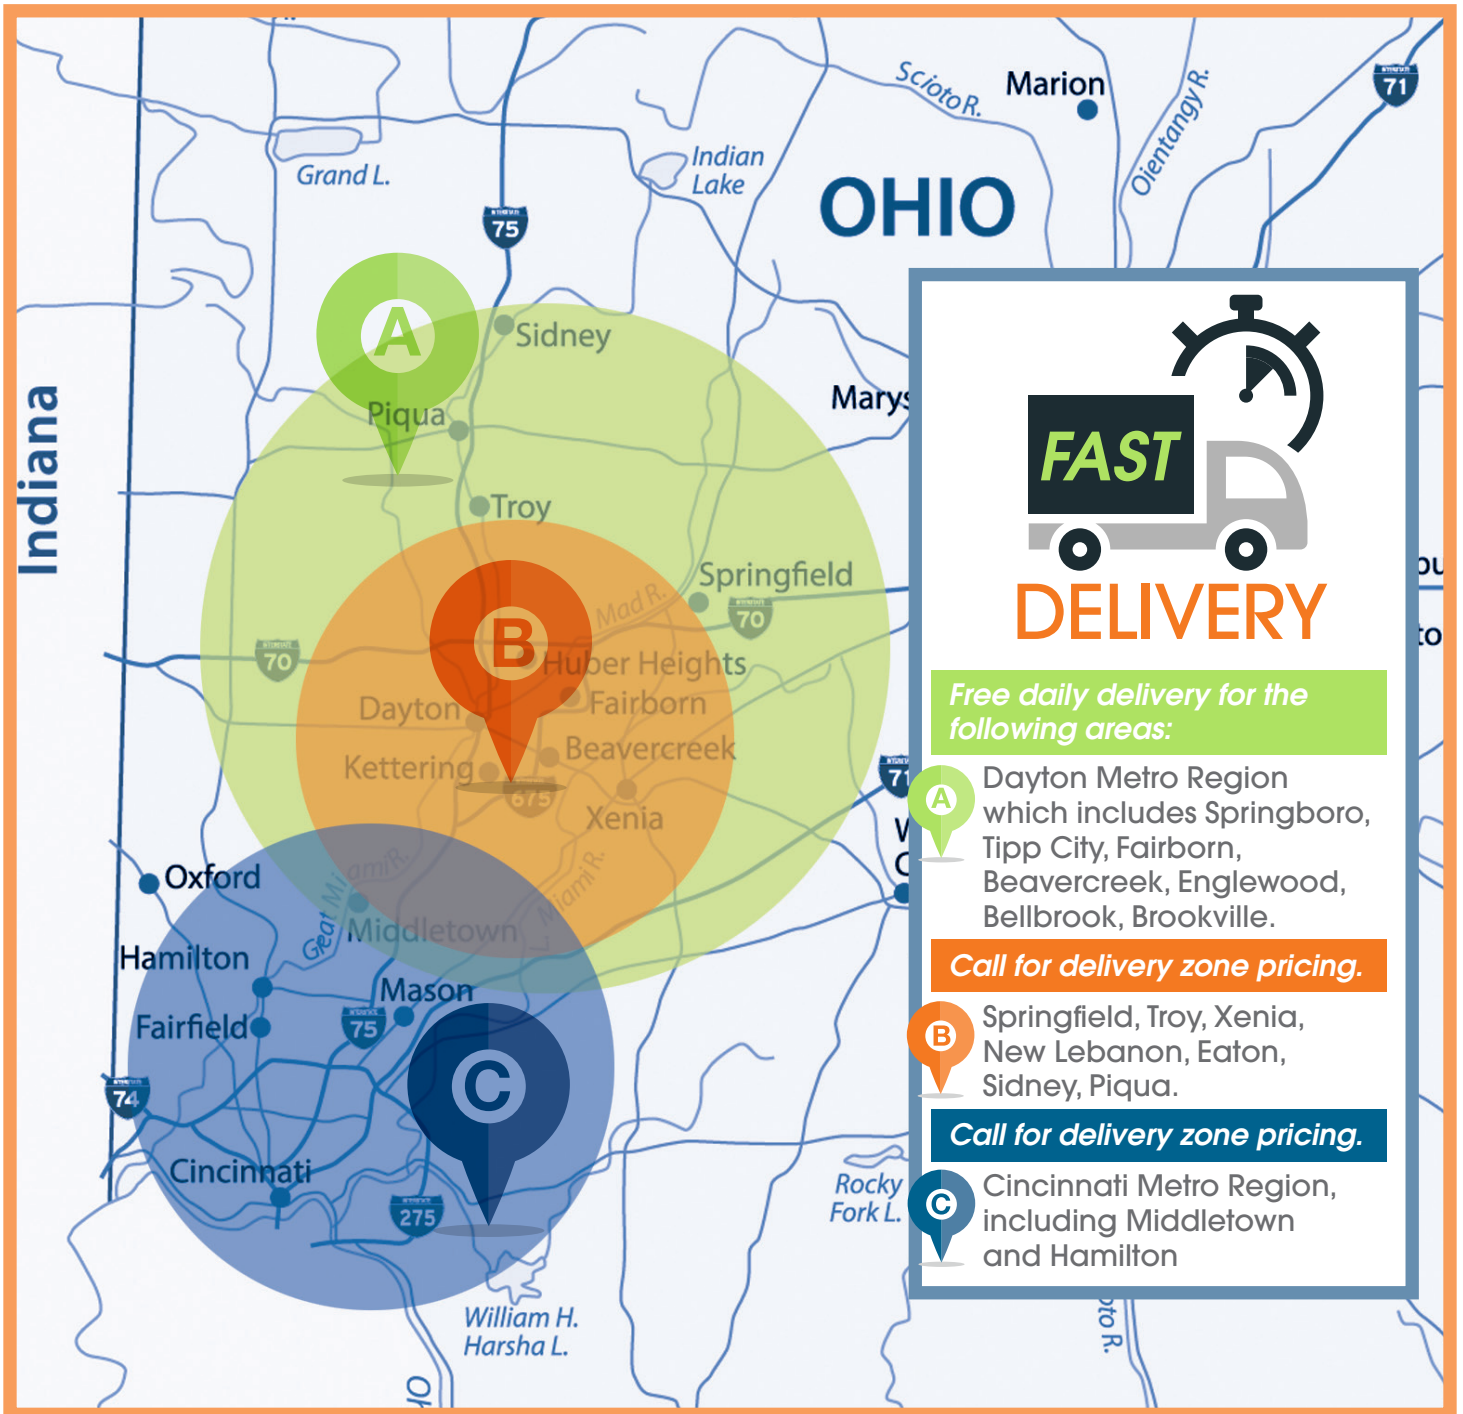 Scioto R.
Marion
Oientangy R.
71
Grand L.
Indian
Lake
OHIO
75
A
Sidney
Piqua
Indiana
Troy
Springfield
Mad R.
70
70
B
Huber Heights
Dayton
Fairborn
Beavercreek
Kettering
675
Xenia
71
Oxford
Great Miami R.
L. Miami R.
Middletown
Hamilton
Mason
Fairfield
75
C
74
Cincinnati
275
Rocky
Fork L.
William H.
Harsha L.
FAST
DELIVERY
Free daily delivery for the
following areas:
A
Dayton Metro Region
which includes Springboro,
Tipp City, Fairborn,
Beavercreek, Englewood,
Bellbrook, Brookville.
Call for delivery zone pricing.
B
Springfield, Troy, Xenia,
New Lebanon, Eaton,
Sidney, Piqua.
Call for delivery zone pricing.
C
Cincinnati Metro Region,
including Middletown
and Hamilton